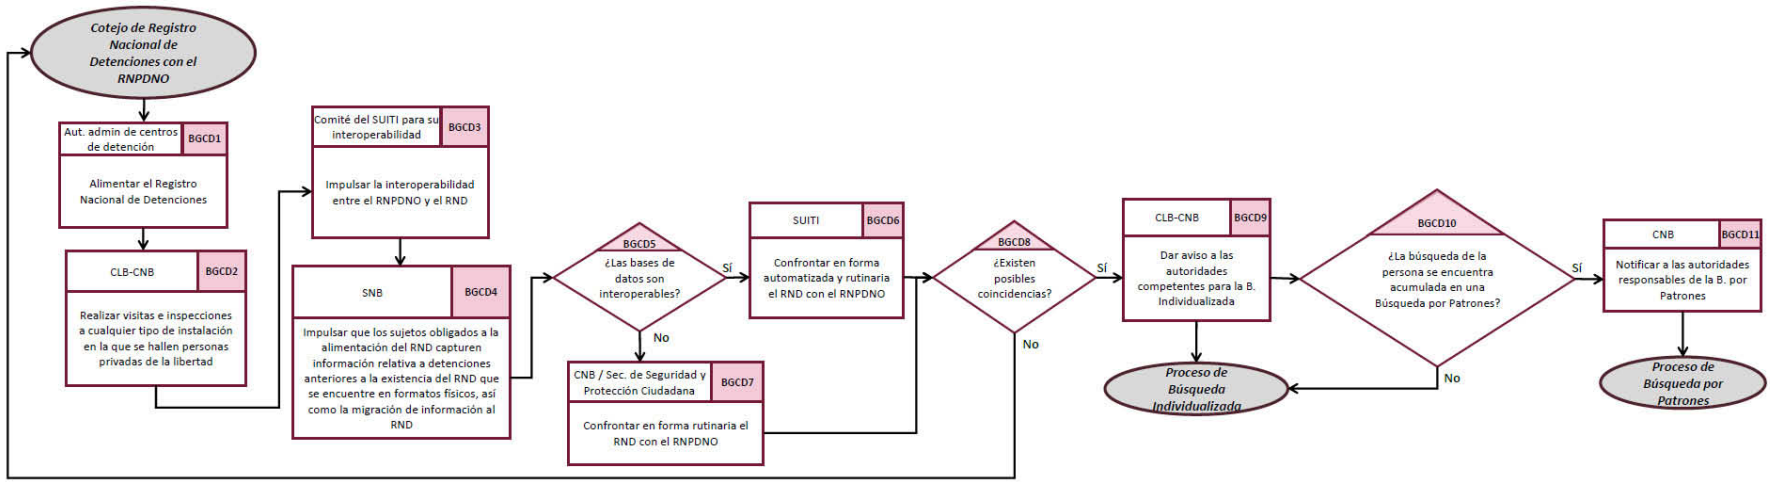 Cotejo de Registro
Nacional de
Detenciones con el
RNPDNO
Aut. admin de centros
de detención
BGCD1
Alimentar el Registro
Nacional de Detenciones
CLB-CNB
BGCD2
Realizar visitas e inspecciones
a cualquier tipo de instalación
en la que se hallen personas
privadas de la libertad
Comité del SUITI para su
interoperabilidad
BGCD3
Impulsar la interoperabilidad
entre el RNPDNO y el RND
SNB
BGCD4
Impulsar que los sujetos obligados a la
alimentación del RND capturen
información relativa a detenciones
anteriores a la existencia del RND que
se encuentre en formatos físicos, así
como la migración de información al
RND
BGCD5
¿Las bases de
datos son
interoperables?
Sí
No
SUITI
BGCD6
Confrontar en forma
automatizada y rutinaria
el RND con el RNPDNO
CNB / Sec. de Seguridad y
Protección Ciudadana
BGCD7
Confrontar en forma rutinaria el
RND con el RNPDNO
BGCD8
¿Existen
posibles
coincidencias?
Sí
No
CLB-CNB
BGCD9
Dar aviso a las
autoridades
competentes para la B.
Individualizada
Proceso de
Búsqueda
Individualizada
BGCD10
¿La búsqueda de la
persona se encuentra
acumulada en una
Búsqueda por Patrones?
Sí
No
CNB
BGCD11
Notificar a las autoridades
responsables de la B. por
Patrones
Proceso de
Búsqueda por
Patrones